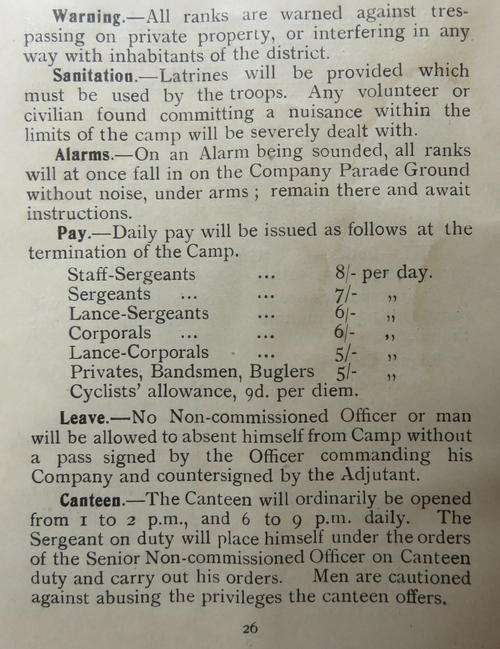 Warning.—All ranks are warned against tres-
passing on private property, or interfering in any
way with inhabitants of the district.
Sanitation.—Latrines will be provided which
must be used by the troops. Any volunteer or
civilian found committing a nuisance within the
limits of the camp will be severely dealt with.
Alarms.—On an Alarm being sounded, all ranks
will at once fall in on the Company Parade Ground
without noise, under arms ; remain there and await
instructions.
Pay.—Daily pay will be issued as follows at the
termination of the Camp.
Staff-Sergeants ... 8/- per day.
Sergeants ... ... 7/- ,,
Lance-Sergeants ... 6/- ,,
Corporals ... ... 6/- ,,
Lance-Corporals ... 5/- ,,
Privates, Bandsmen, Buglers 5/- ,,
Cyclists' allowance, 9d. per diem.
Leave.—No Non-commissioned Officer or man
will be allowed to absent himself from Camp without
a pass signed by the Officer commanding his
Company and countersigned by the Adjutant.
Canteen.—The Canteen will ordinarily be opened
from 1 to 2 p.m., and 6 to 9 p.m. daily. The
Sergeant on duty will place himself under the orders
of the Senior Non-commissioned Officer on Canteen
duty and carry out his orders. Men are cautioned
against abusing the privileges the canteen offers.
26